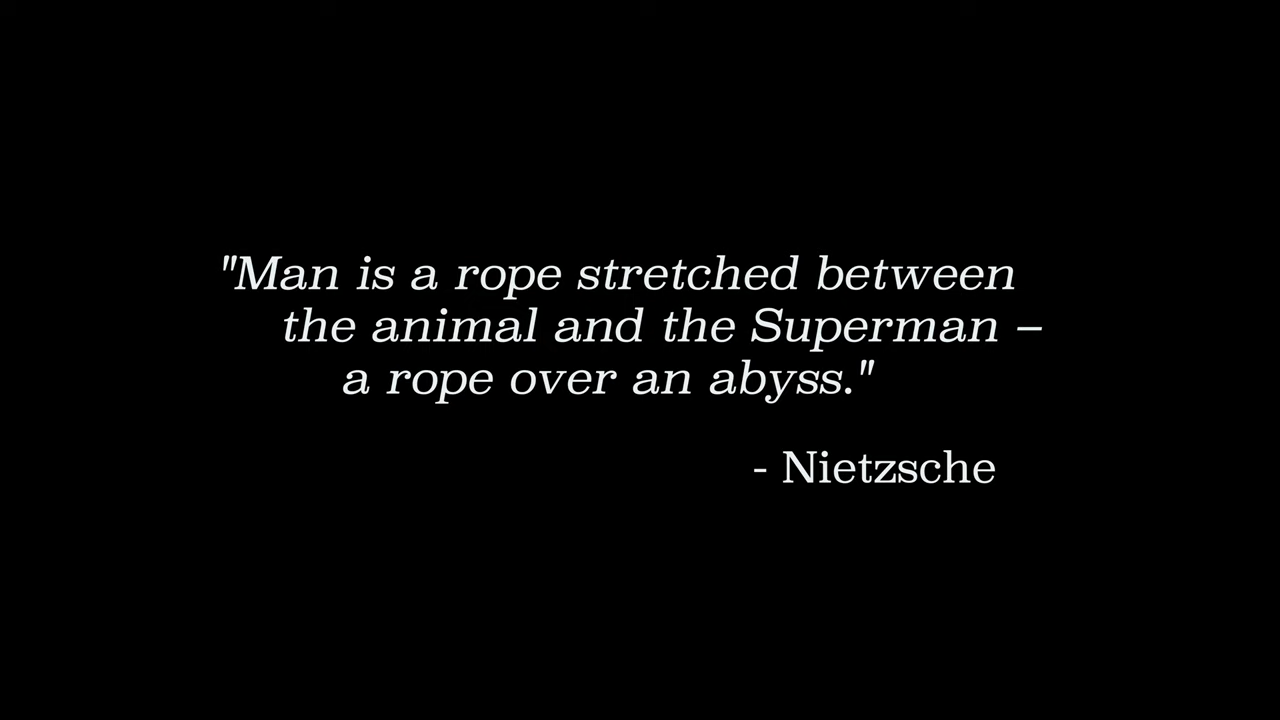 "Man is a rope stretched between
the animal and the Superman –
a rope over an abyss."
- Nietzsche